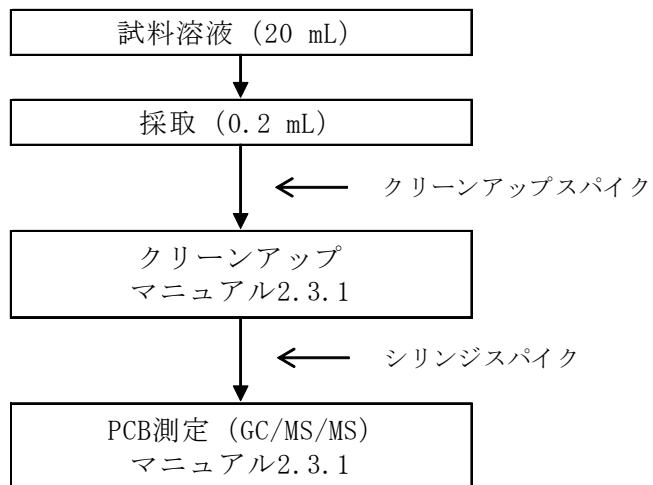 試料溶液 (20 mL)
採取 (0.2 mL)
クリーンアップスパイク
クリーンアップ
マニュアル2.3.1
シリンジスパイク
PCB測定 (GC/MS/MS)
マニュアル2.3.1